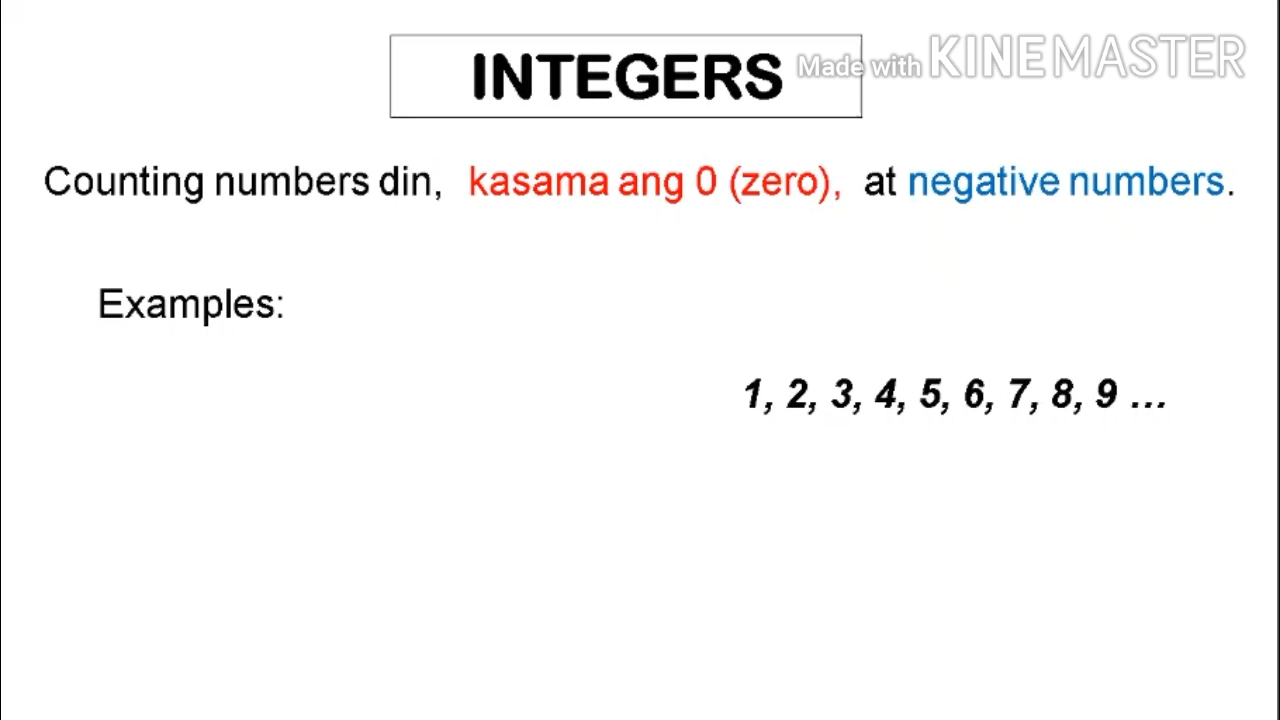 INTEGERS
Made with KINEMASTER
Counting numbers din, kasama ang 0 (zero), at negative numbers.
Examples:
1, 2, 3, 4, 5, 6, 7, 8, 9 ...